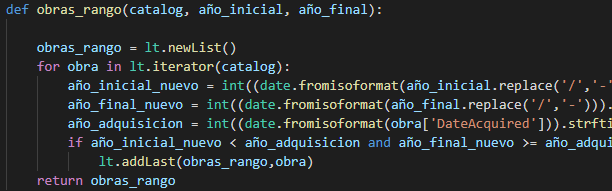 def obras_rango(catalog, año_inicial, año_final):
obras_rango = lt.newList()
for obra in lt.iterator(catalog):
año_inicial_nuevo = int((date.fromisoformat(año_inicial.replace('/','-'
año_final_nuevo = int((date.fromisoformat(año_final.replace('/','-'))).
año_adquisicion = int((date.fromisoformat(obra['DateAcquired'])).strfti
if año_inicial_nuevo < año_adquisicion and año_final_nuevo >= año_adqui
lt.addLast(obras_rango,obra)
return obras_rango